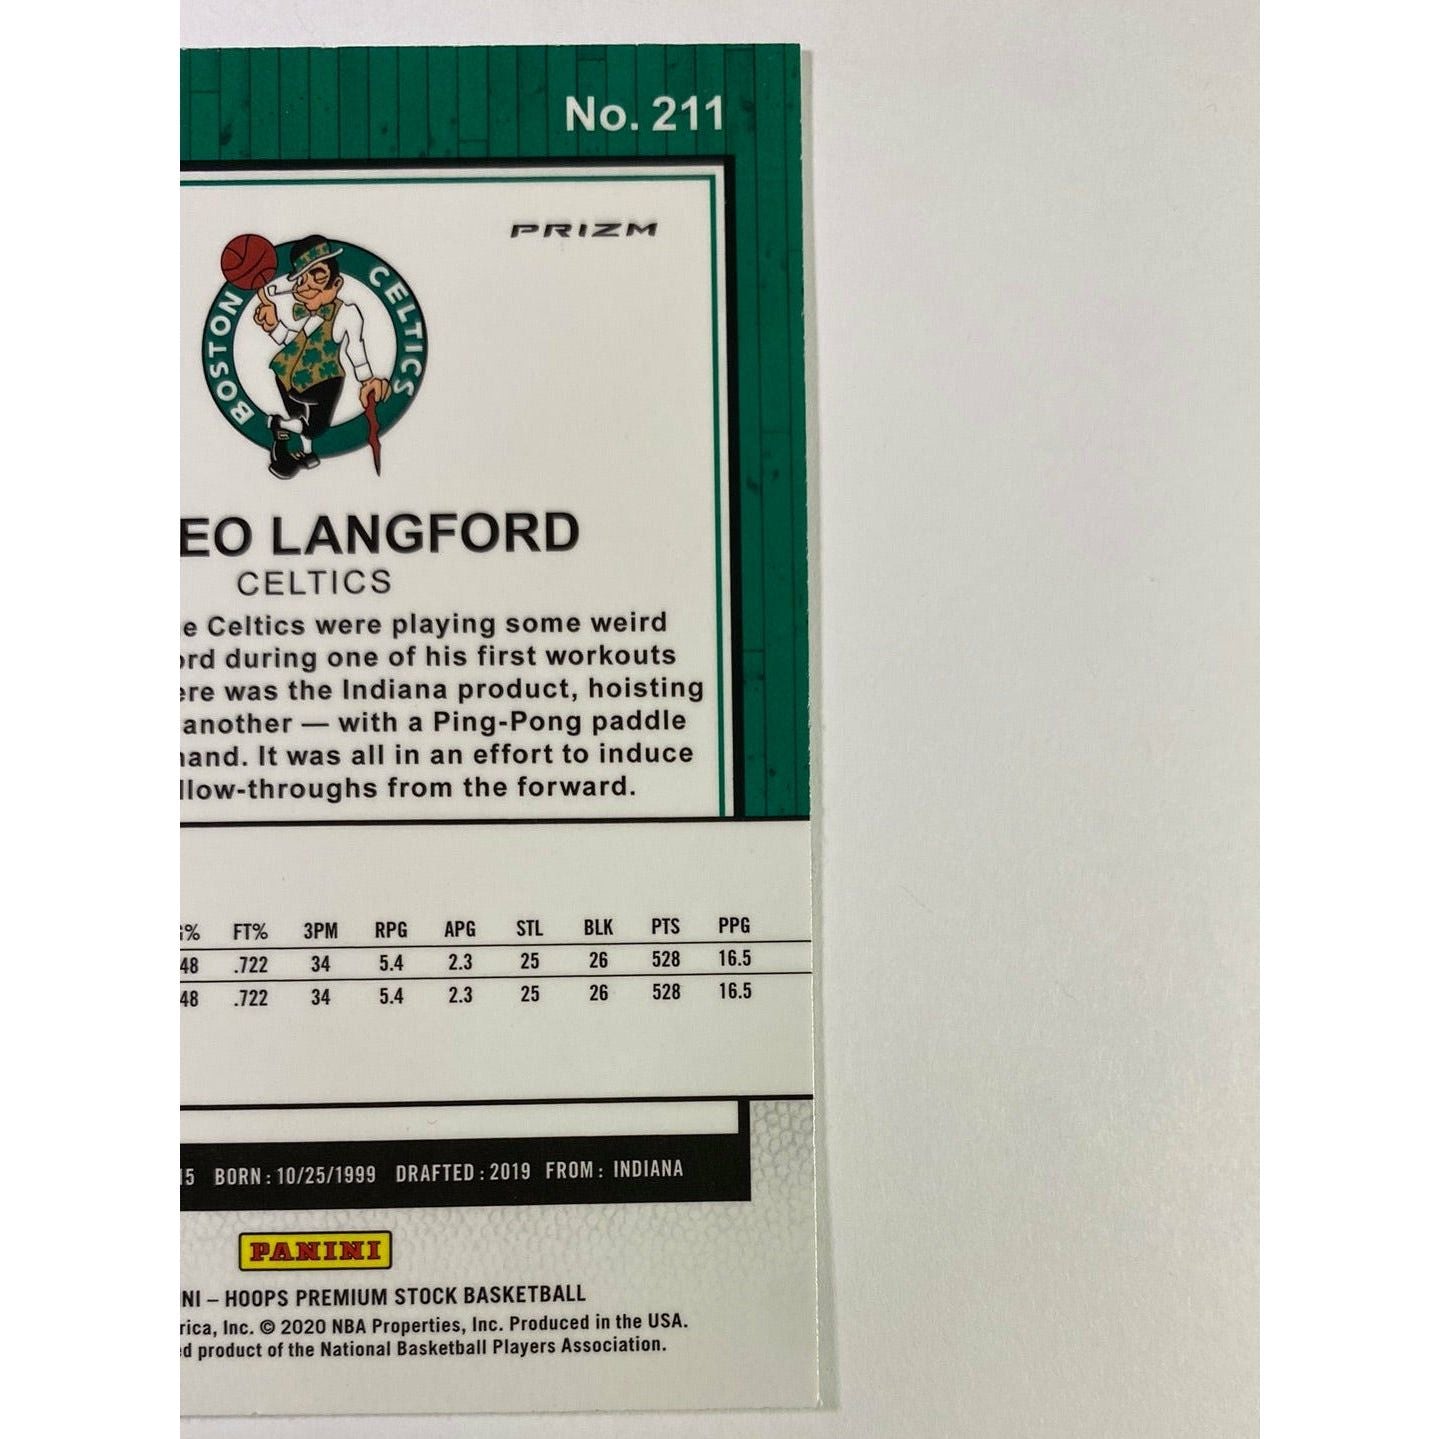 No. 211
PRIZM
BOSTON CELTICS
EO LANGFORD
CELTICS
e Celtics were playing some weird
ord during one of his first workouts
ere was the Indiana product, hoisting
another — with a Ping-Pong paddle
hand. It was all in an effort to induce
llow-throughs from the forward.
% FT% 3PM RPG APG STL BLK PTS PPG
48 .722 34 5.4 2.3 25 26 528 16.5
48 .722 34 5.4 2.3 25 26 528 16.5
15 BORN: 10/25/1999 DRAFTED: 2019 FROM: INDIANA
PANINI
NI – HOOPS PREMIUM STOCK BASKETBALL
rica, Inc. © 2020 NBA Properties, Inc. Produced in the USA.
d product of the National Basketball Players Association.